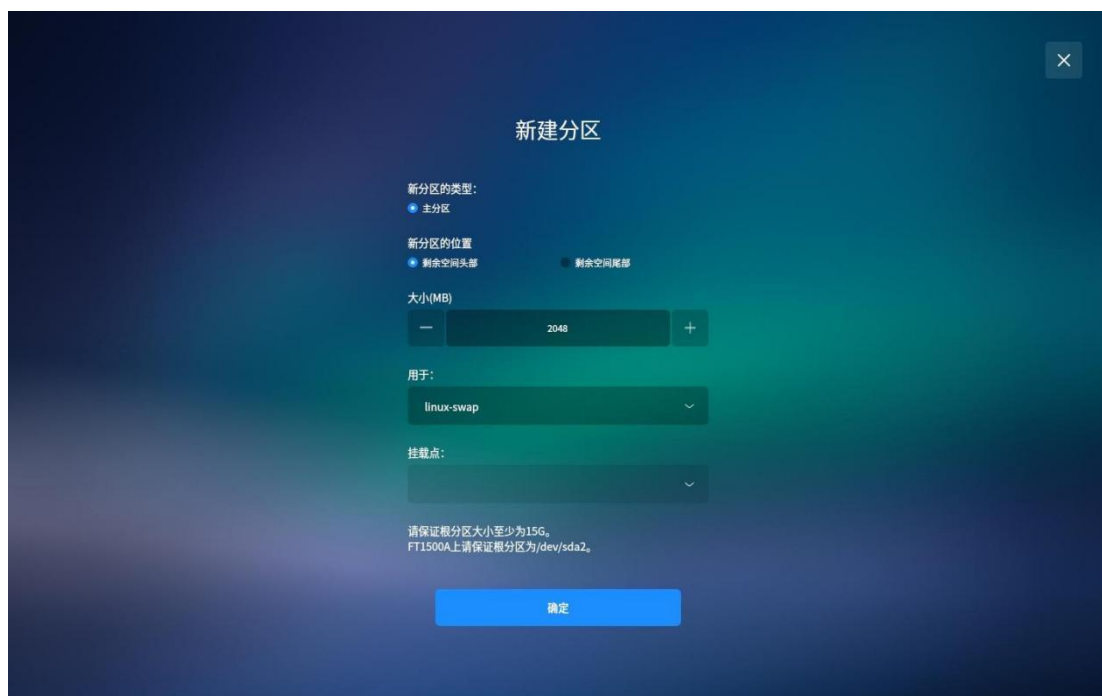 新建分区
新分区的类型：
主分区
新分区的位置
剩余空间头部 剩余空间尾部
大小(MB)
2048
用于：
linux-swap
挂载点：
请保证根分区大小至少为15G。
FT1500A上请保证根分区为/dev/sda2。
确定